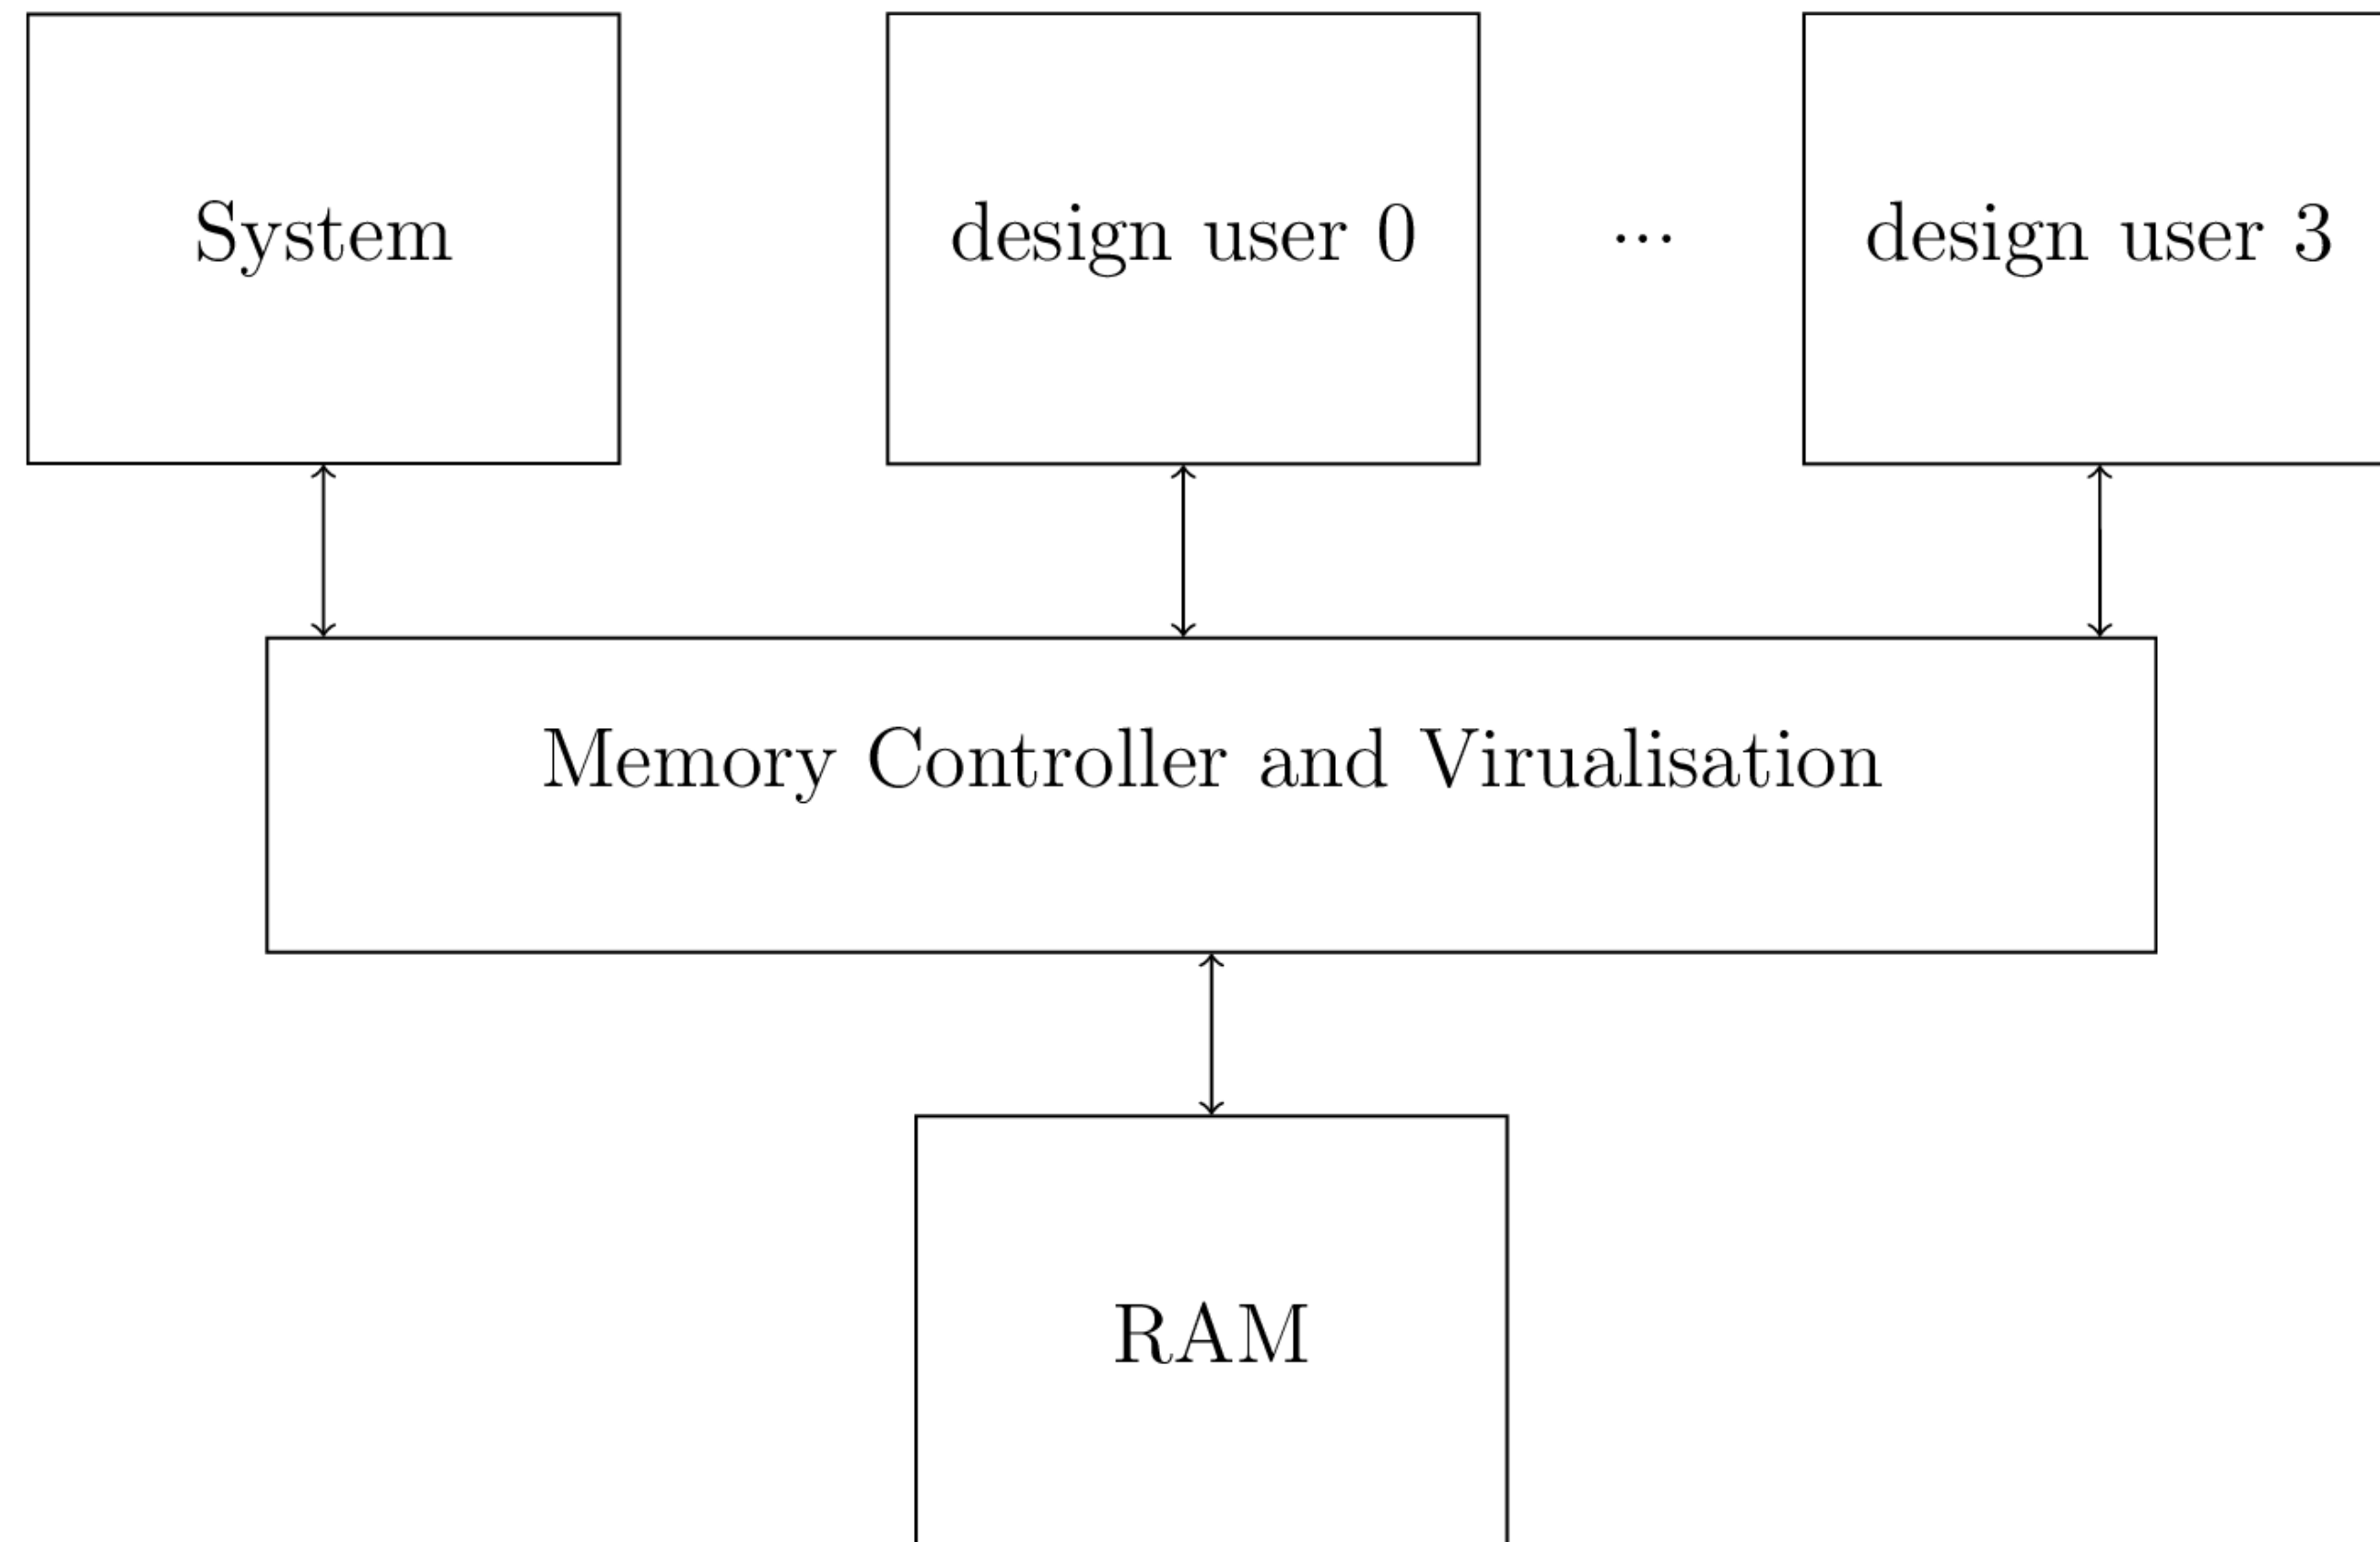 System
design user 0
...
design user 3
Memory Controller and Virualisation
RAM